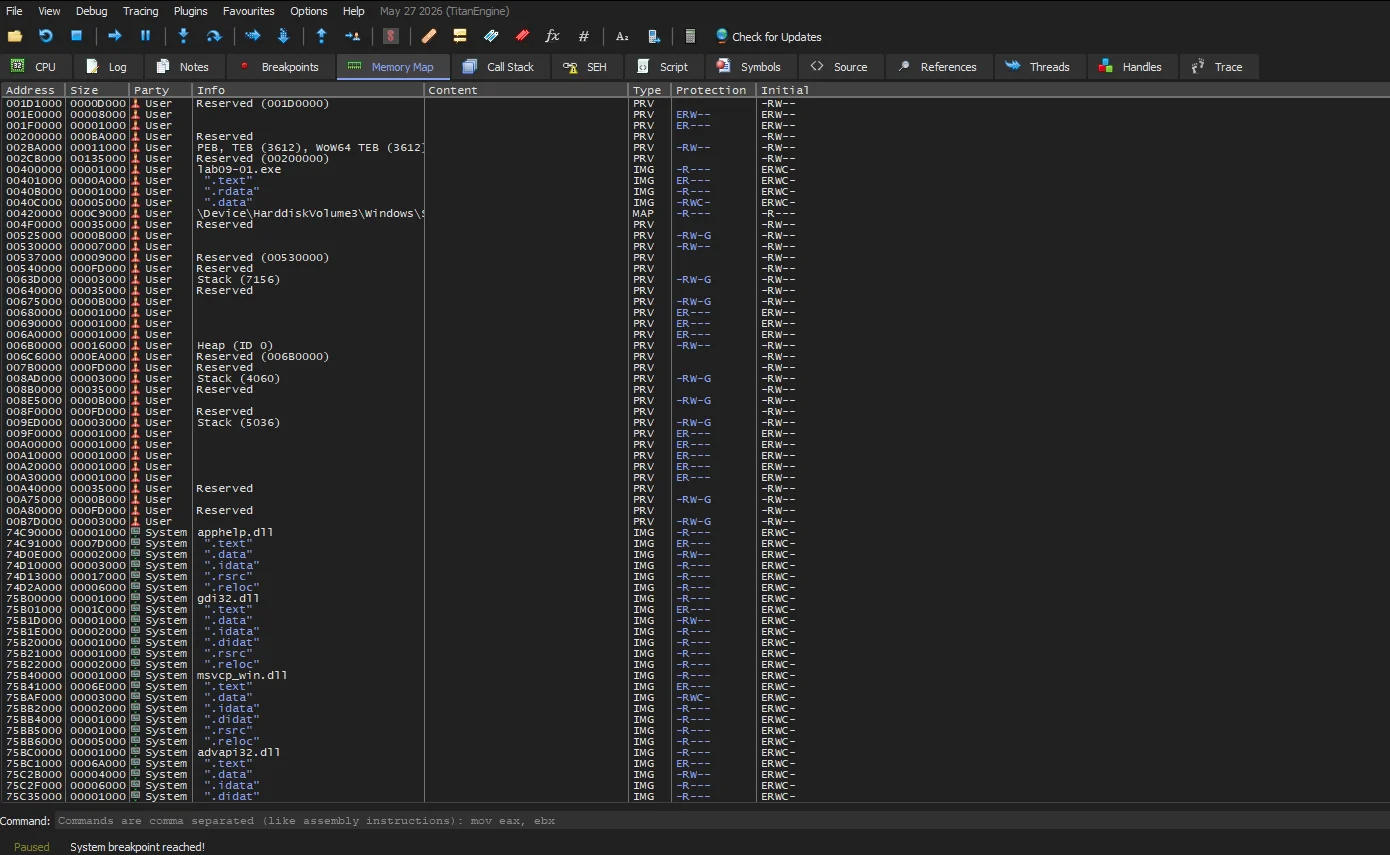 File View Debug Tracing Plugins Favourites Options Help May 27 2026 (TitanEngine)
Check for Updates
CPU Log Notes Breakpoints Memory Map Call Stack SEH Script Symbols Source References Threads Handles Trace
Address Size Party Info Content Type Protection Initial
001D1000 0000D000 User Reserved (001D0000) PRV -RW--
001E0000 00008000 User PRV ERW-- ERW--
001F0000 00001000 User PRV ER--- ERW--
00200000 000BA000 User Reserved PRV -RW--
002BA000 00011000 User PEB, TEB (3612), WoW64 TEB (3612) PRV -RW-- -RW--
002CB000 00135000 User Reserved (00200000) PRV -RW--
00400000 00001000 User lab09-01.exe IMG -R--- ERWC-
00401000 0000A000 User ".text" IMG ER--- ERWC-
0040B000 00001000 User ".rdata" IMG -R--- ERWC-
0040C000 00005000 User ".data" IMG -RWC- ERWC-
00420000 000C9000 User \Device\HarddiskVolume3\Windows\S MAP -R--- -R---
004F0000 00035000 User Reserved PRV -RW--
00525000 0000B000 User PRV -RW-G -RW--
00530000 00007000 User PRV -RW-- -RW--
00537000 00009000 User Reserved (00530000) PRV -RW--
00540000 000FD000 User Reserved PRV -RW--
0063D000 00003000 User Stack (7156) PRV -RW-G -RW--
00640000 00035000 User Reserved PRV -RW--
00675000 0000B000 User PRV -RW-G -RW--
00680000 00001000 User PRV ER--- ERW--
00690000 00001000 User PRV ER--- ERW--
006A0000 00001000 User PRV ER--- ERW--
006B0000 00016000 User Heap (ID 0) PRV -RW-- -RW--
006C6000 000EA000 User Reserved (006B0000) PRV -RW--
007B0000 000FD000 User Reserved PRV -RW--
008AD000 00003000 User Stack (4060) PRV -RW-G -RW--
008B0000 00035000 User Reserved PRV -RW--
008E5000 0000B000 User PRV -RW-G -RW--
008F0000 000FD000 User Reserved PRV -RW--
009ED000 00003000 User Stack (5036) PRV -RW-G -RW--
009F0000 00001000 User PRV ER--- ERW--
00A00000 00001000 User PRV ER--- ERW--
00A10000 00001000 User PRV ER--- ERW--
00A20000 00001000 User PRV ER--- ERW--
00A30000 00001000 User PRV ER--- ERW--
00A40000 00035000 User Reserved PRV -RW--
00A75000 0000B000 User PRV -RW-G -RW--
00A80000 000FD000 User Reserved PRV -RW--
00B7D000 00003000 User PRV -RW-G -RW--
74C90000 00001000 System apphelp.dll IMG -R--- ERWC-
74C91000 0007D000 System ".text" IMG ER--- ERWC-
74D0E000 00002000 System ".data" IMG -RW-- ERWC-
74D10000 00003000 System ".idata" IMG -R--- ERWC-
74D13000 00017000 System ".rsrc" IMG -R--- ERWC-
74D2A000 00006000 System ".reloc" IMG -R--- ERWC-
75B00000 00001000 System gdi32.dll IMG -R--- ERWC-
75B01000 0001C000 System ".text" IMG ER--- ERWC-
75B1D000 00001000 System ".data" IMG -RW-- ERWC-
75B1E000 00002000 System ".idata" IMG -R--- ERWC-
75B20000 00001000 System ".didat" IMG -R--- ERWC-
75B21000 00001000 System ".rsrc" IMG -R--- ERWC-
75B22000 00002000 System ".reloc" IMG -R--- ERWC-
75B40000 00001000 System msvcp_win.dll IMG -R--- ERWC-
75B41000 0006E000 System ".text" IMG ER--- ERWC-
75BAF000 00003000 System ".data" IMG -RWC- ERWC-
75BB2000 00002000 System ".idata" IMG -R--- ERWC-
75BB4000 00001000 System ".didat" IMG -R--- ERWC-
75BB5000 00001000 System ".rsrc" IMG -R--- ERWC-
75BB6000 00005000 System ".reloc" IMG -R--- ERWC-
75BC0000 00001000 System advapi32.dll IMG -R--- ERWC-
75BC1000 0006A000 System ".text" IMG ER--- ERWC-
75C2B000 00004000 System ".data" IMG -RW-- ERWC-
75C2F000 00006000 System ".idata" IMG -R--- ERWC-
75C35000 00001000 System ".didat" IMG -R--- ERWC-
Command: Commands are comma separated (like assembly instructions): mov eax, ebx
Paused System breakpoint reached!